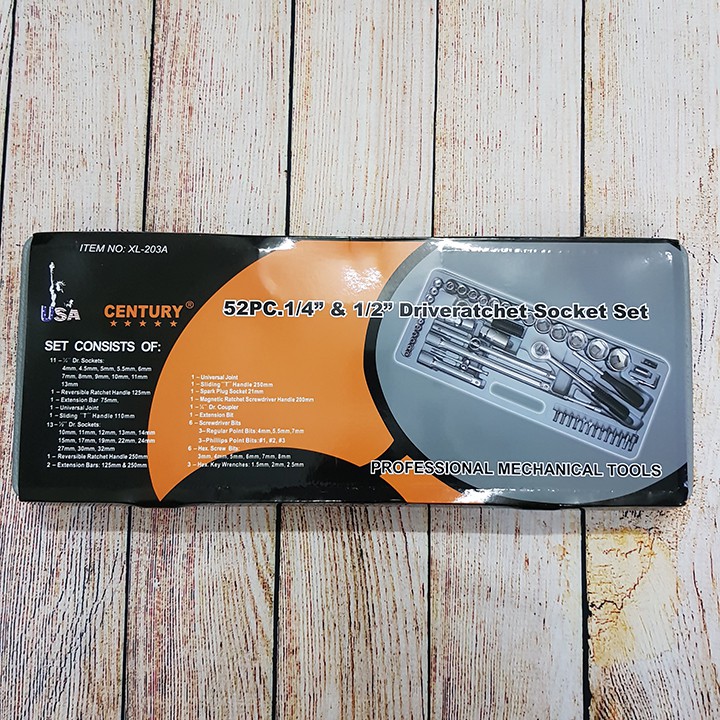 ITEM NO: XL-203A
USA
CENTURY®
52PC.1/4” & 1/2” Driveratchet Socket Set
SET CONSISTS OF:
11 – ¼" Dr. Sockets:
4mm, 4.5mm, 5mm, 5.5mm, 6mm
7mm, 8mm, 9mm, 10mm, 11mm
13mm
1 – Reversible Ratchet Handle 125mm
1 – Extension Bar 75mm.
1 – Universal Joint
1 – Sliding "T" Handle 110mm
13 – ½" Dr. Sockets:
10mm, 11mm, 12mm, 13mm, 14mm
15mm, 17mm, 19mm, 22mm, 24mm
27mm, 30mm, 32mm
1 – Reversible Ratchet Handle 250mm
2 – Extension Bars: 125mm & 250mm
1 – Universal Joint
1 – Sliding "T" Handle 250mm
1 – Spark Plug Socket 21mm
1 – Magnetic Ratchet Screwdriver Handle 200mm
Dr. Coupler
1 – Extension Bit
6 – Screwdriver Bits
3–Regular Point Bits:4mm,5.5mm,7mm
3–Phillips Point Bits:#1, #2, #3
6 – Hex. Screw Bits
3mm, 4mm, 5mm, 6mm, 7mm, 8mm
3 – Hex. Key Wrenches: 1.5mm, 2mm, 2.5mm
PROFESSIONAL MECHANICAL TOOLS